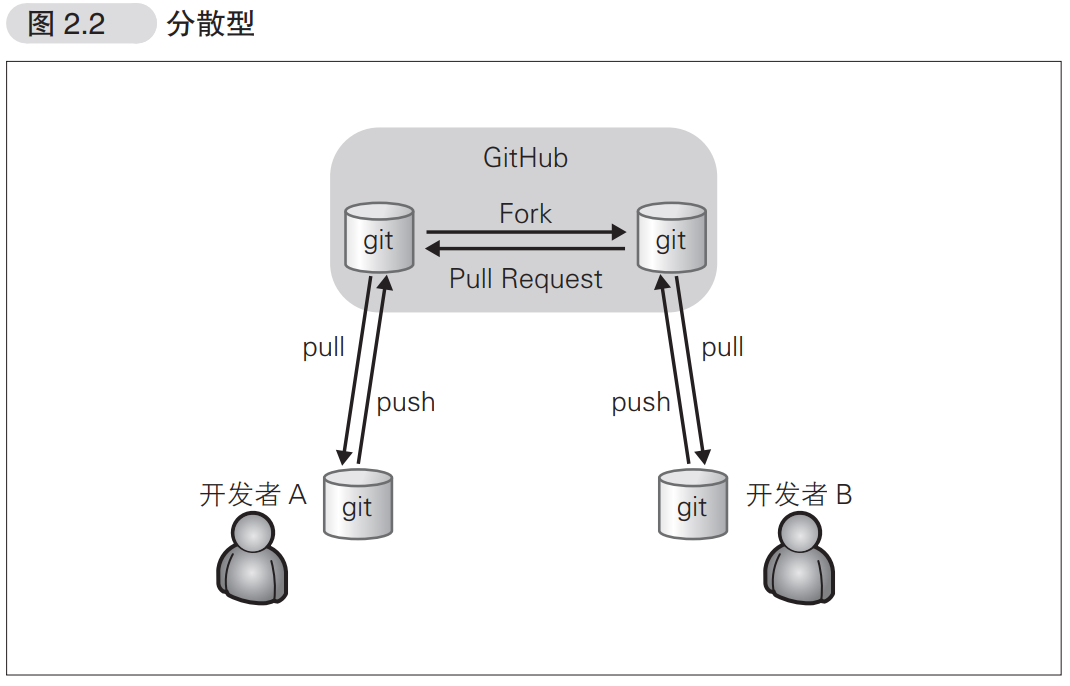 图 2.2 分散型
GitHub
Fork
git
git
Pull Request
pull
pull
push
push
开发者 A
git
git
开发者 B